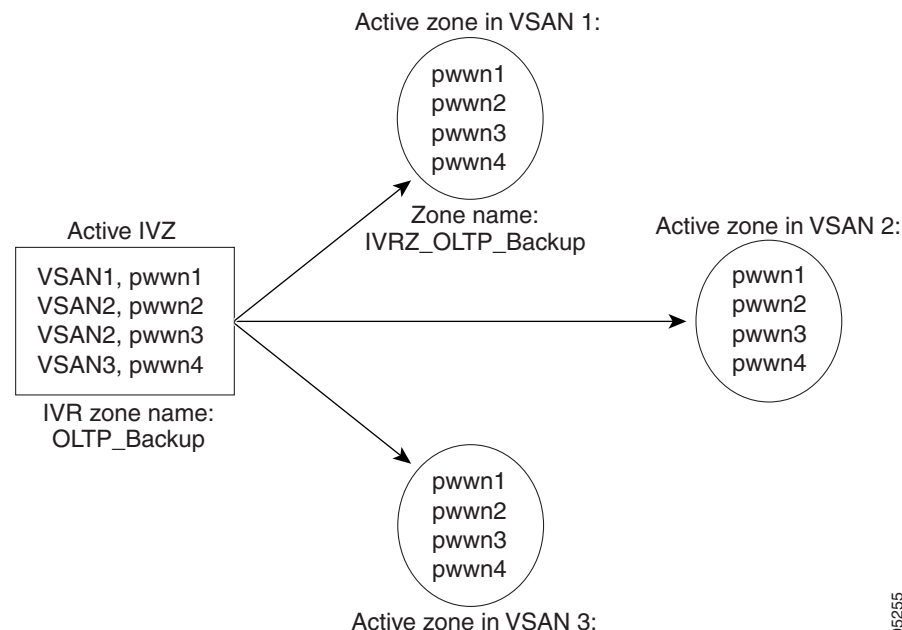 Active zone in VSAN 1:
pwwn1
pwwn2
pwwn3
pwwn4
Zone name:
IVRZ_OLTP_Backup
Active IVZ
VSAN1, pwwn1
VSAN2, pwwn2
VSAN2, pwwn3
VSAN3, pwwn4
IVR zone name:
OLTP_Backup
Active zone in VSAN 2:
pwwn1
pwwn2
pwwn3
pwwn4
pwwn1
pwwn2
pwwn3
pwwn4
Active zone in VSAN 3: